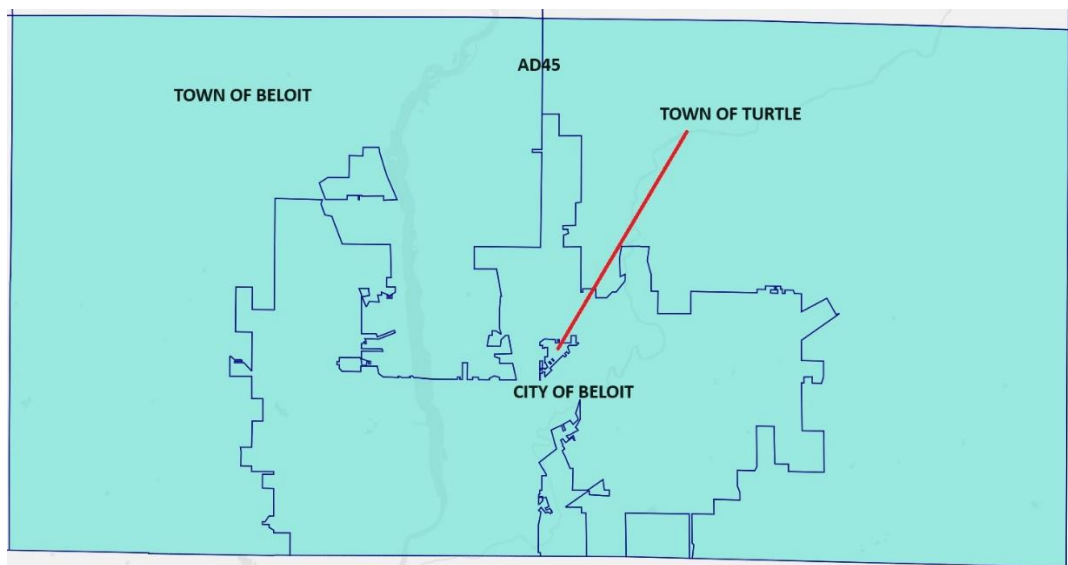 AD45
TOWN OF BELOIT
TOWN OF TURTLE
CITY OF BELOIT